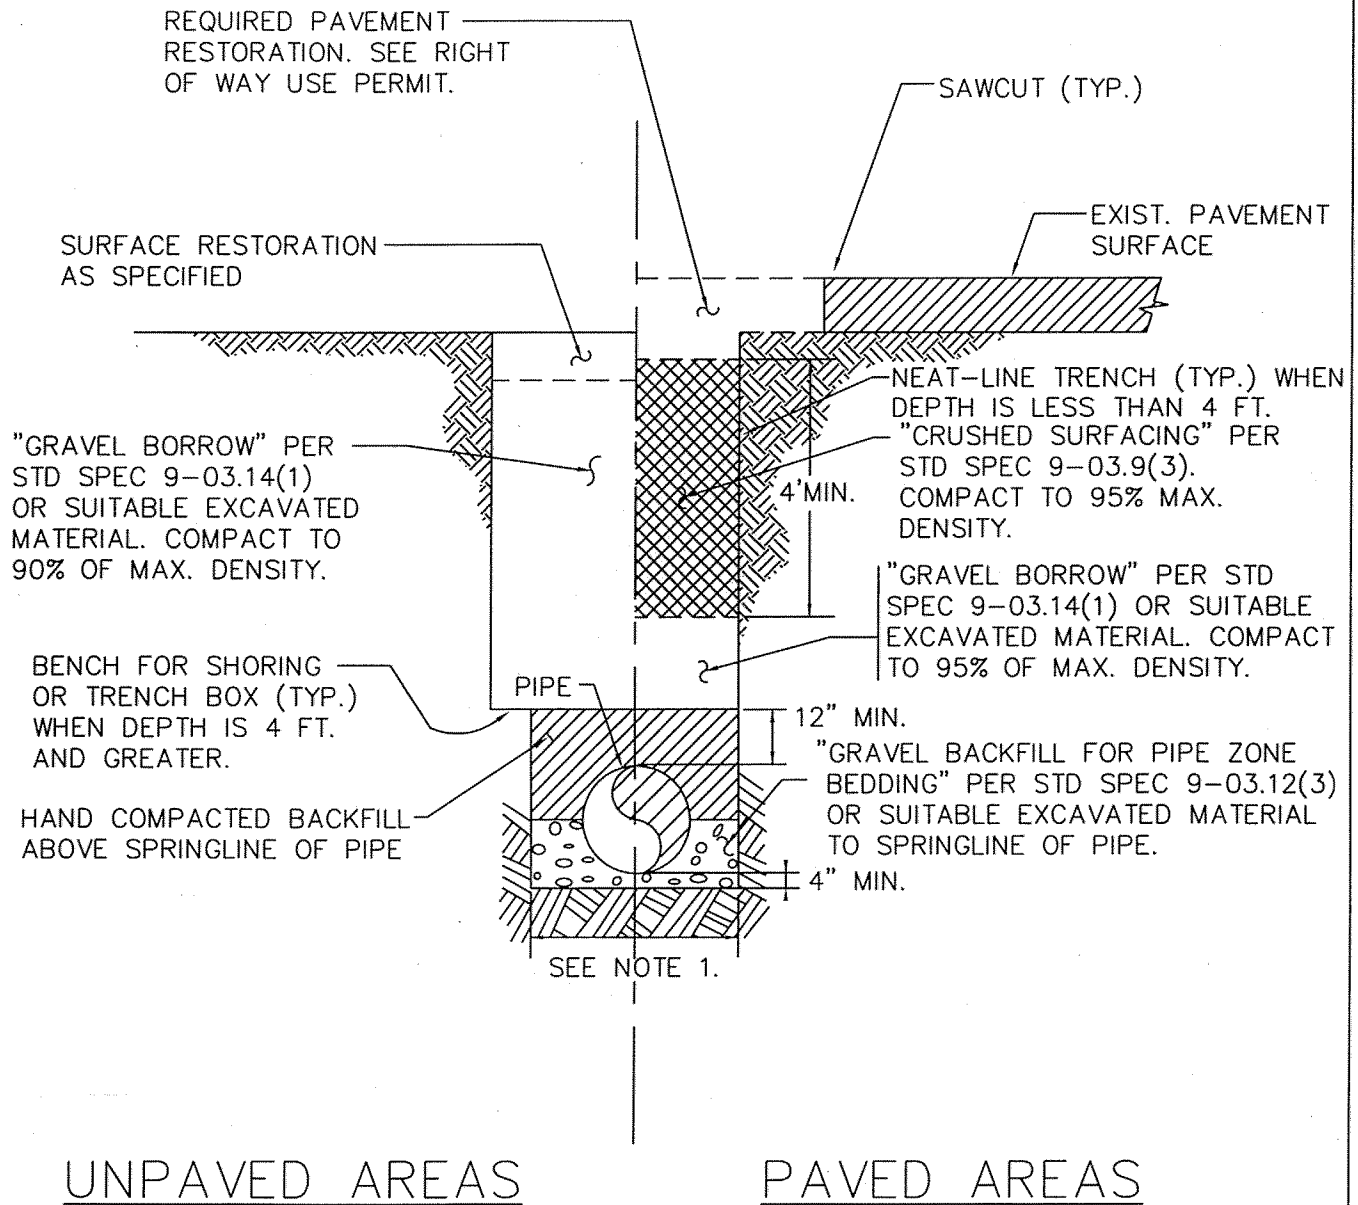 REQUIRED PAVEMENT
RESTORATION. SEE RIGHT
OF WAY USE PERMIT.
SAWCUT (TYP.)
EXIST. PAVEMENT
SURFACE
SURFACE RESTORATION
AS SPECIFIED
NEAT-LINE TRENCH (TYP.) WHEN
DEPTH IS LESS THAN 4 FT.
"CRUSHED SURFACING" PER
STD SPEC 9-03.9(3).
COMPACT TO 95% MAX.
DENSITY.
4'MIN.
"GRAVEL BORROW" PER
STD SPEC 9-03.14(1)
OR SUITABLE EXCAVATED
MATERIAL. COMPACT TO
90% OF MAX. DENSITY.
"GRAVEL BORROW" PER STD
SPEC 9-03.14(1) OR SUITABLE
EXCAVATED MATERIAL. COMPACT
TO 95% OF MAX. DENSITY.
BENCH FOR SHORING
OR TRENCH BOX (TYP.)
WHEN DEPTH IS 4 FT.
AND GREATER.
PIPE
12" MIN.
"GRAVEL BACKFILL FOR PIPE ZONE
BEDDING" PER STD SPEC 9-03.12(3)
OR SUITABLE EXCAVATED MATERIAL
TO SPRINGLINE OF PIPE.
HAND COMPACTED BACKFILL
ABOVE SPRINGLINE OF PIPE
4" MIN.
SEE NOTE 1.
UNPAVED AREAS
PAVED AREAS